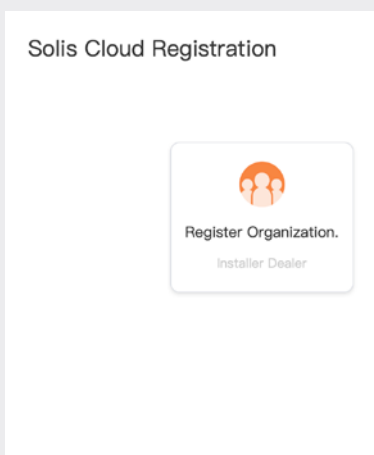 Solis Cloud Registration
Register Organization.
Installer Dealer